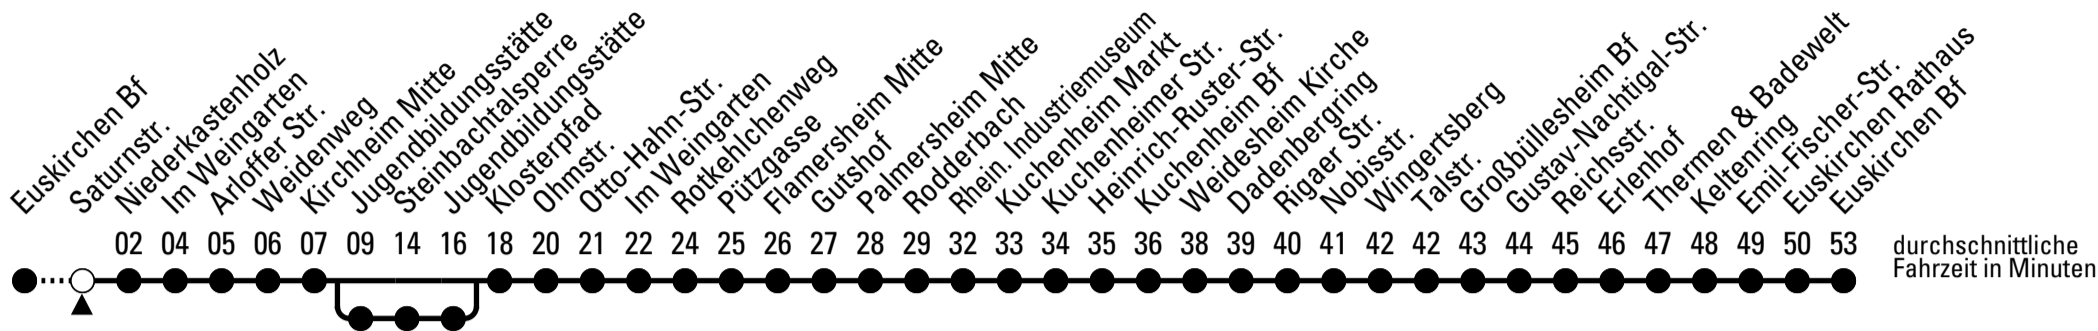 Euskirchen Bf
Saturnstr.
Niederkastenholz
Im Weingarten
Arloffer Str.
Weidenweg
Kirchheim Mitte
Jugendbildungsstätte
Steinbachtalsperre
Jugendbildungsstätte
Klosterpfad
Ohmstr.
Otto-Hahn-Str.
Im Weingarten
Rotkehlchenweg
Pützgasse
Flamersheim Mitte
Gutshof
Palmersheim Mitte
Rodderbach
Rhein. Industriemuseum
Kuchenheim Markt
Kuchenheimer Str.
Heinrich-Ruster-Str.
Kuchenheim Bf
Weidesheim Kirche
Dadenbergring
Rigaer Str.
Nobisstr.
Wingertsberg
Talstr.
Großbüllesheim Bf
Gustav-Nachtigal-Str.
Reichsstr.
Erlenhof
Thermen & Badewelt
Keltenring
Emil-Fischer-Str.
Euskirchen Rathaus
Euskirchen Bf
02 04 05 06 07 09 14 16 18 20 21 22 24 25 26 27 28 29 32 33 34 35 36 38 39 40 41 42 42 43 44 45 46 47 48 49 50 53
durchschnittliche
Fahrzeit in Minuten